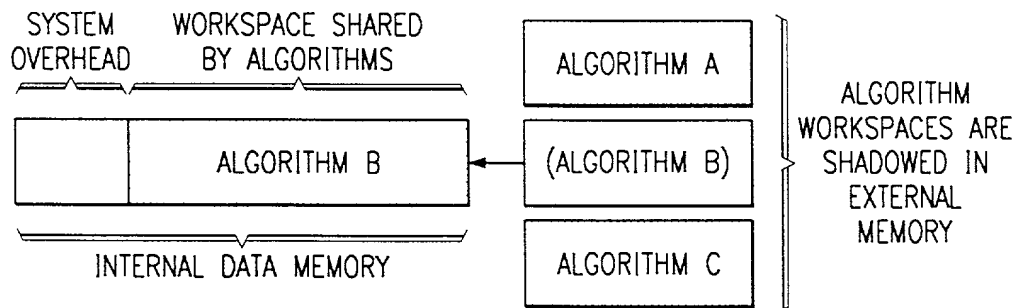 SYSTEM
OVERHEAD
WORKSPACE SHARED
BY ALGORITHMS
ALGORITHM B
INTERNAL DATA MEMORY
ALGORITHM A
(ALGORITHM B)
ALGORITHM C
ALGORITHM
WORKSPACES ARE
SHADOWED IN
EXTERNAL
MEMORY